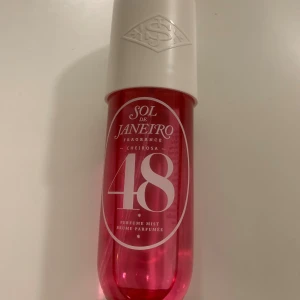 SOL
DE
JANEIRO
FRAGRANCE
CHEIROSA
48
PERFUME MIST
BRUME PARFUMÉE